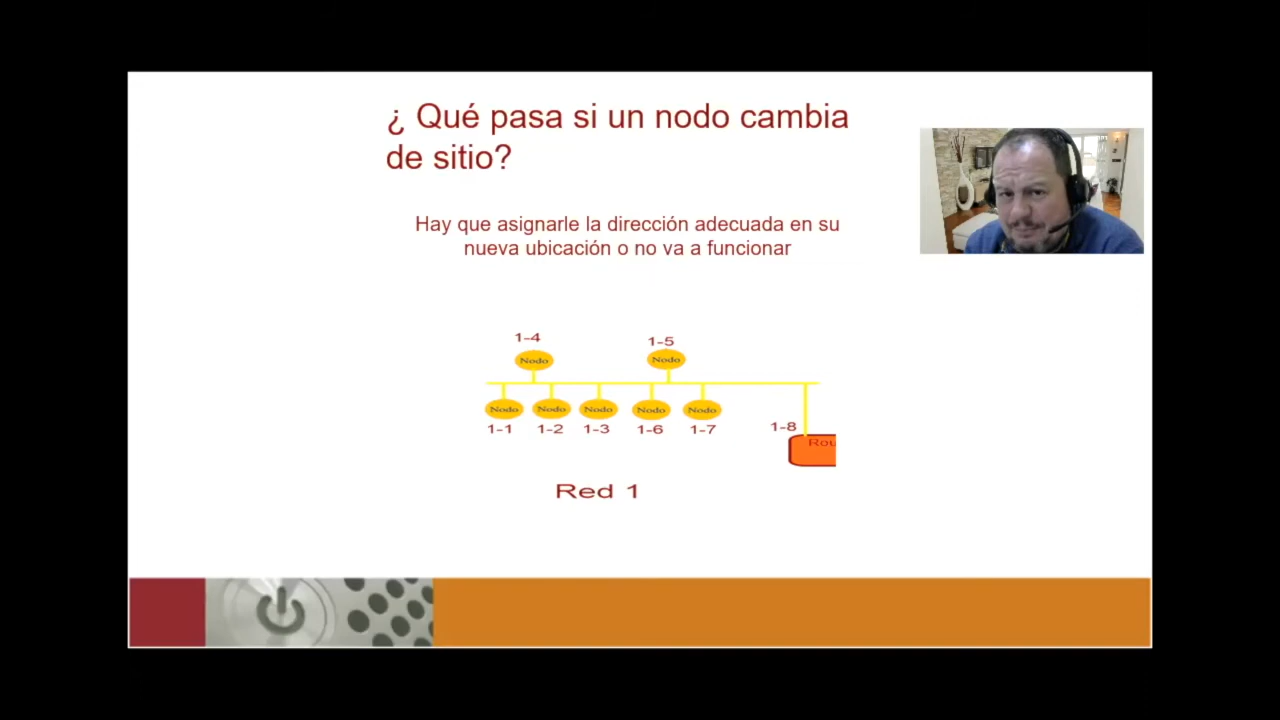 ¿ Qué pasa si un nodo cambia
de sitio?
Hay que asignarle la dirección adecuada en su
nueva ubicación o no va a funcionar
1-4
1-5
Nodo
Nodo
Nodo
Nodo
Nodo
Nodo
Nodo
1-1
1-2
1-3
1-6
1-7
1-8
Rou
Red 1